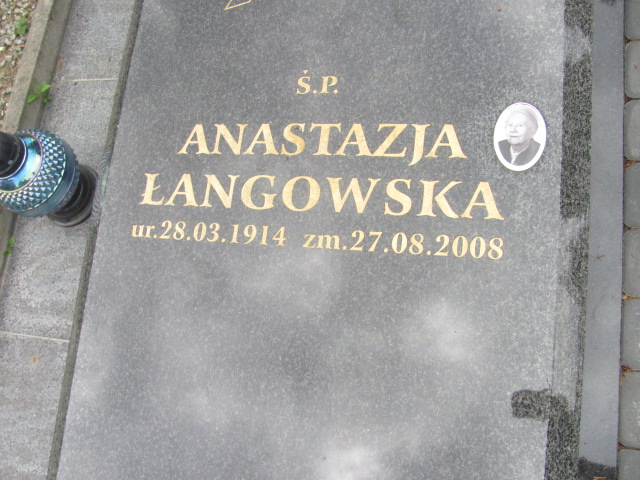 Ś.P.
ANASTAZJA
ŁANGOWSKA
ur.28.03.1914 zm.27.08.2008